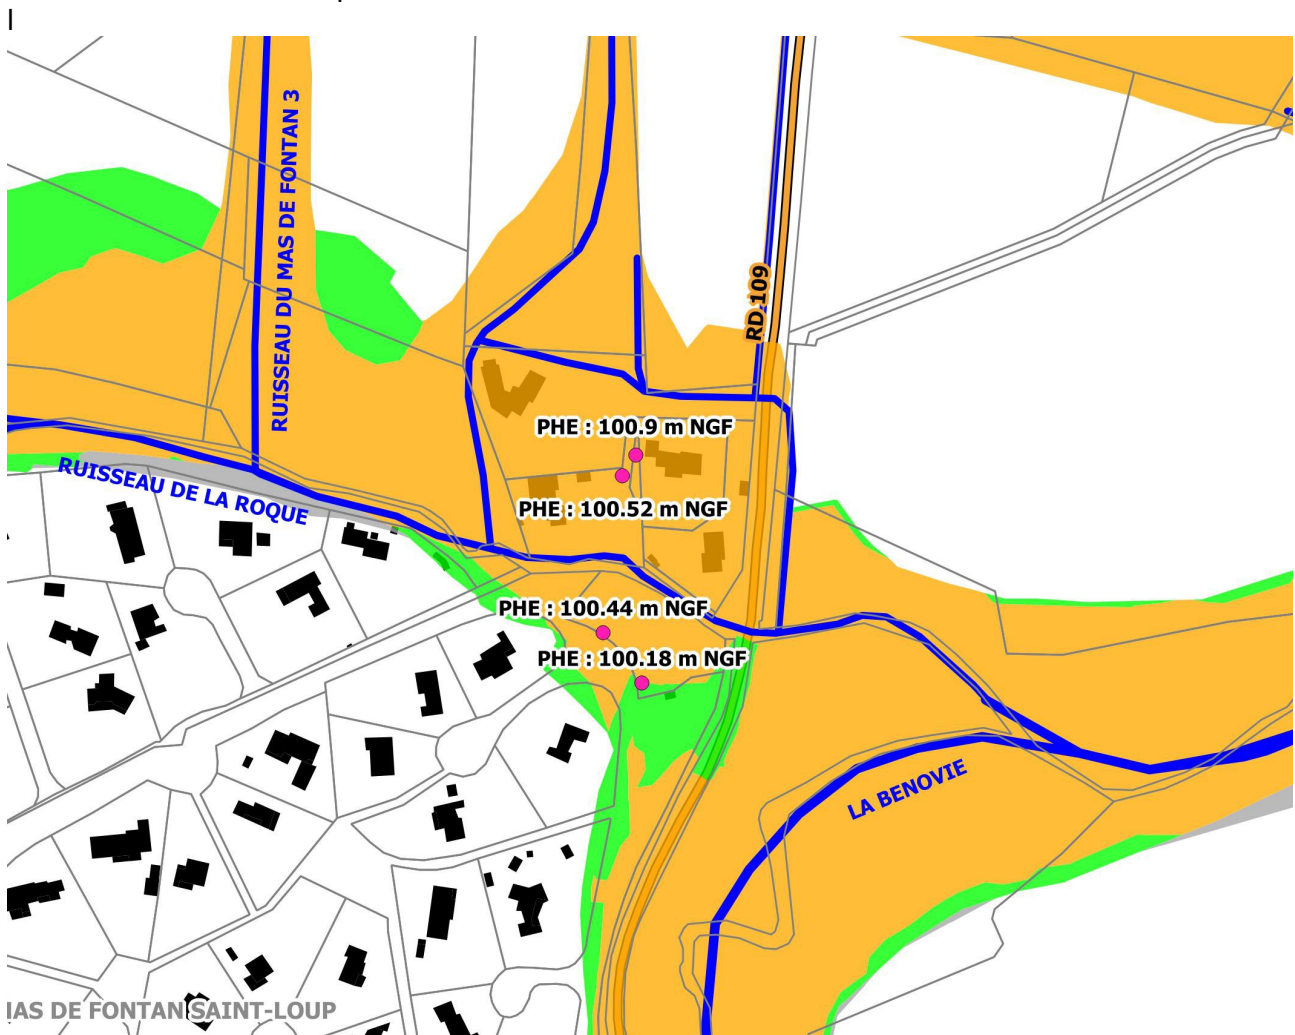 RUISSEAU DU MAS DE FONTAN 3
RD 109
PHE : 100.9 m NGF
RUISSEAU DE LA ROQUE
PHE : 100.52 m NGF
PHE : 100.44 m NGF
PHE : 100.18 m NGF
LA BENOVIE
IAS DE FONTAN SAINT-LOUP